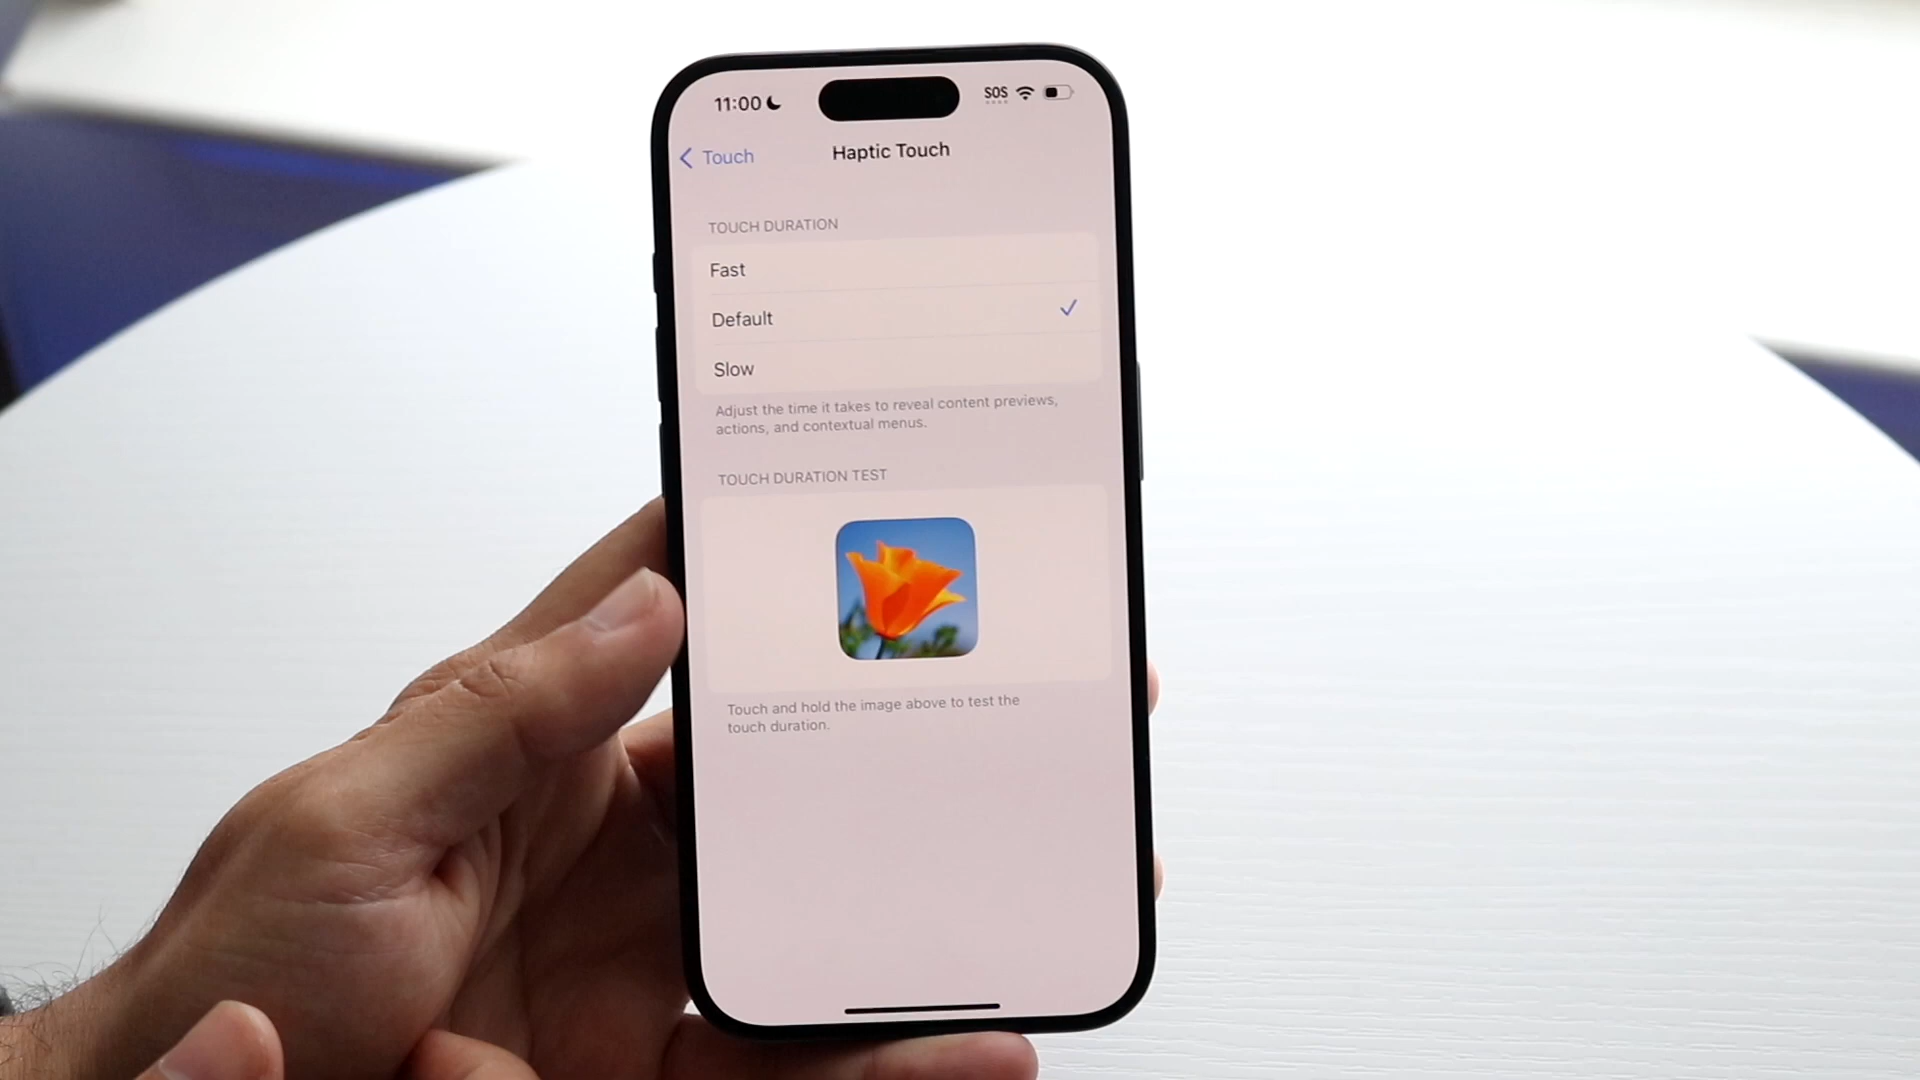 11:00
SOS
Touch
Haptic Touch
TOUCH DURATION
Fast
Default
Slow
Adjust the time it takes to reveal content previews,
actions, and contextual menus.
TOUCH DURATION TEST
Touch and hold the image above to test the
touch duration.